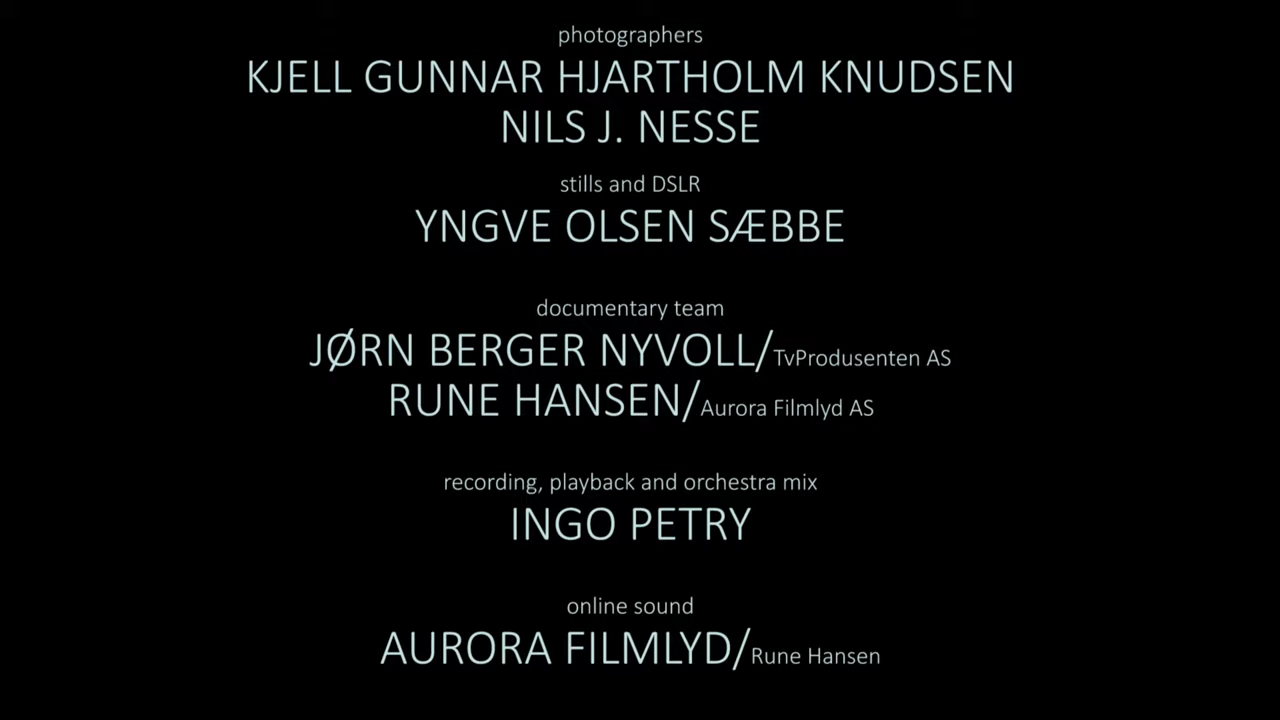 photographers
KJELL GUNNAR HJARTHOLM KNUDSEN
NILS J. NESSE
stills and DSLR
YNGVE OLSEN SÆBBE
documentary team
JØRN BERGER NYVOLL/TvProdusenten AS
RUNE HANSEN/Aurora Filmlyd AS
recording, playback and orchestra mix
INGO PETRY
online sound
AURORA FILMLYD/Rune Hansen